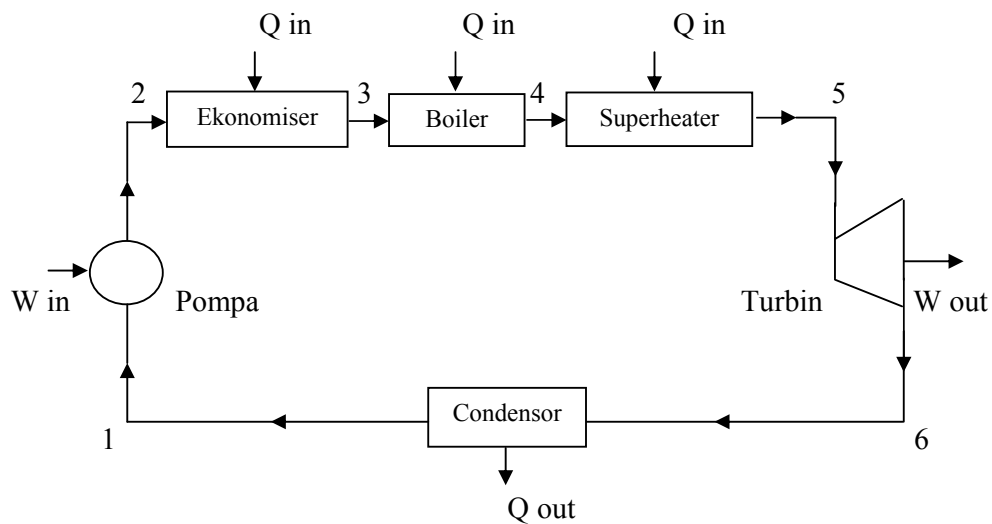 Q in
Q in
Q in
2
Ekonomiser
3
Boiler
4
Superheater
5
W in
Pompa
Turbin
W out
1
Condensor
6
Q out